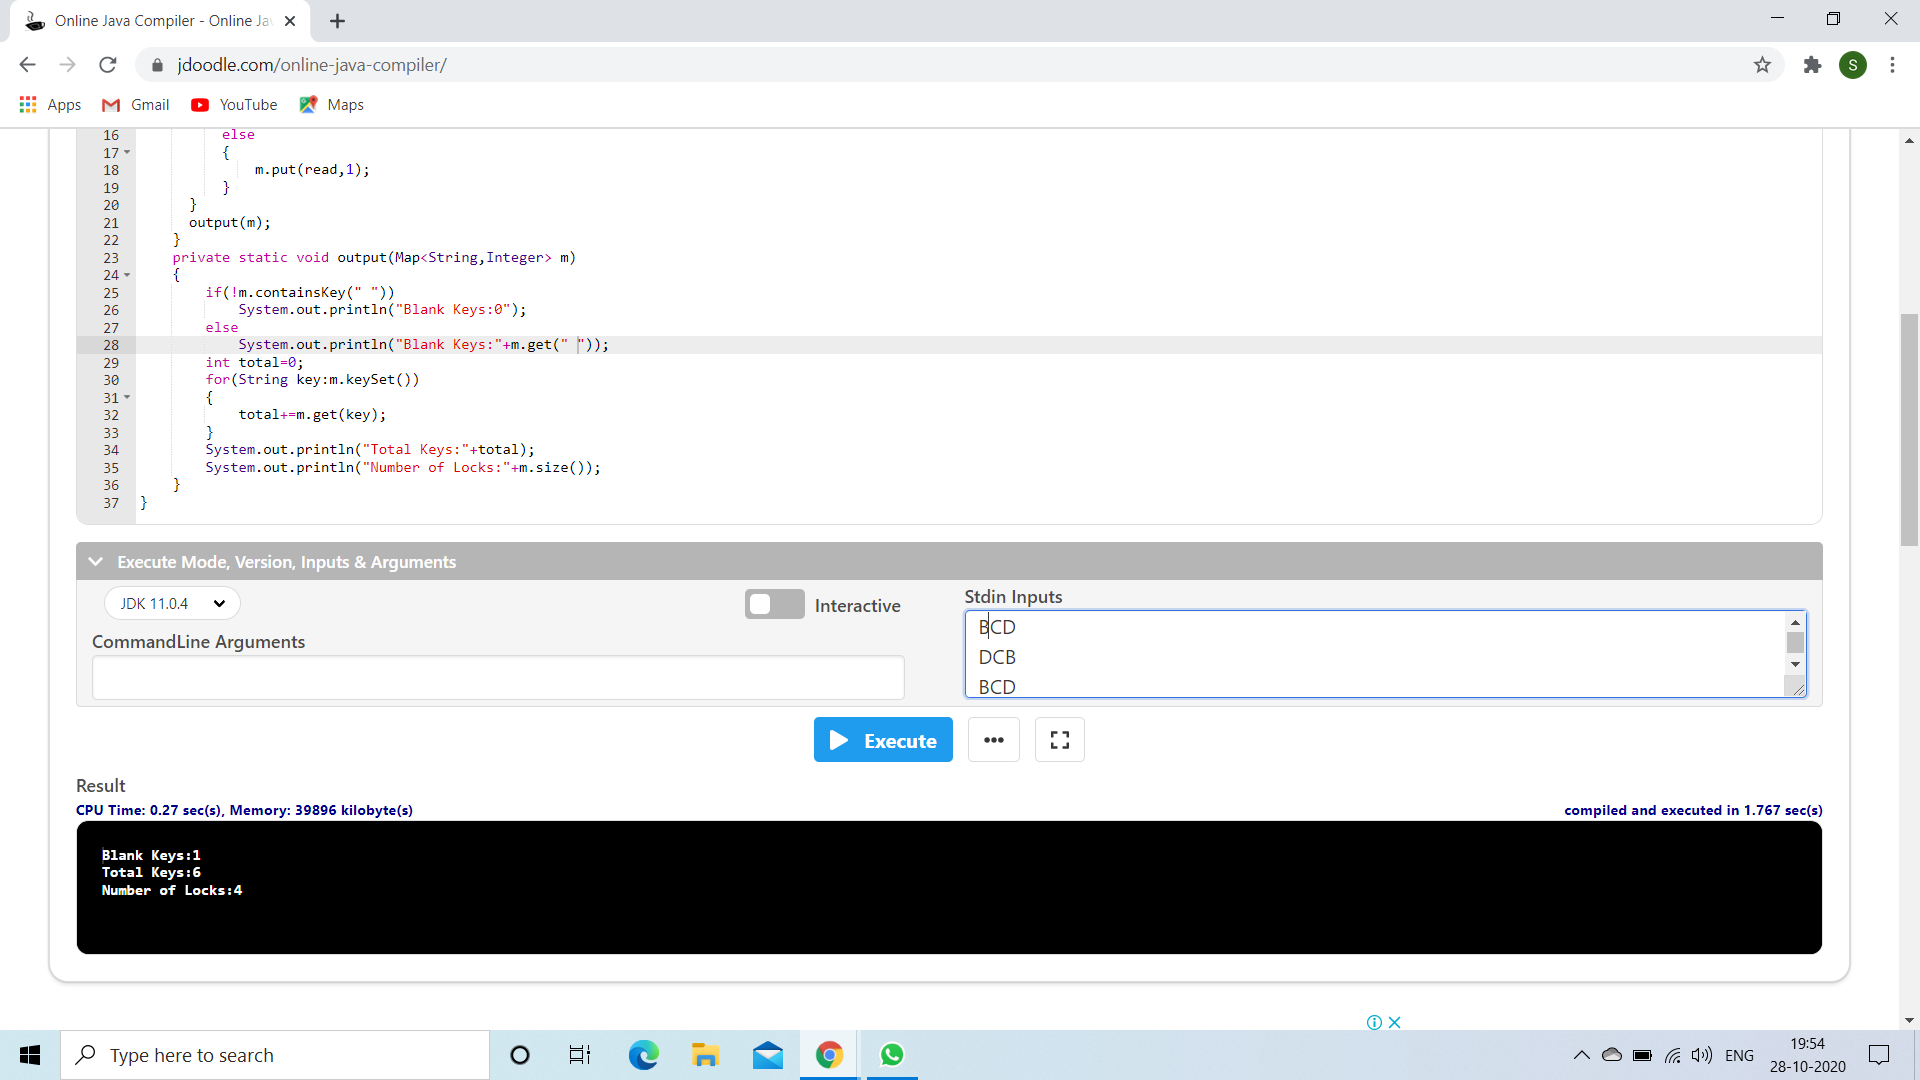 Online Java Compiler - Online Ja
jdoodle.com/online-java-compiler/
S
Apps Gmail YouTube Maps
16 else
17 {
18 m.put(read,1);
19 }
20 }
21 output(m);
22 }
23 private static void output(Map<String,Integer> m)
24 {
25 if(!m.containsKey(" "))
26 System.out.println("Blank Keys:0");
27 else
28 System.out.println("Blank Keys:"+m.get(" "));
29 int total=0;
30 for(String key:m.keySet())
31 {
32 total+=m.get(key);
33 }
34 System.out.println("Total Keys:"+total);
35 System.out.println("Number of Locks:"+m.size());
36 }
37 }
Execute Mode, Version, Inputs & Arguments
JDK 11.0.4
Interactive
Stdin Inputs
CommandLine Arguments
BCD
DCB
BCD
Execute
Result
CPU Time: 0.27 sec(s), Memory: 39896 kilobyte(s)
compiled and executed in 1.767 sec(s)
Blank Keys:1
Total Keys:6
Number of Locks:4
Type here to search
ENG
19:54
28-10-2020